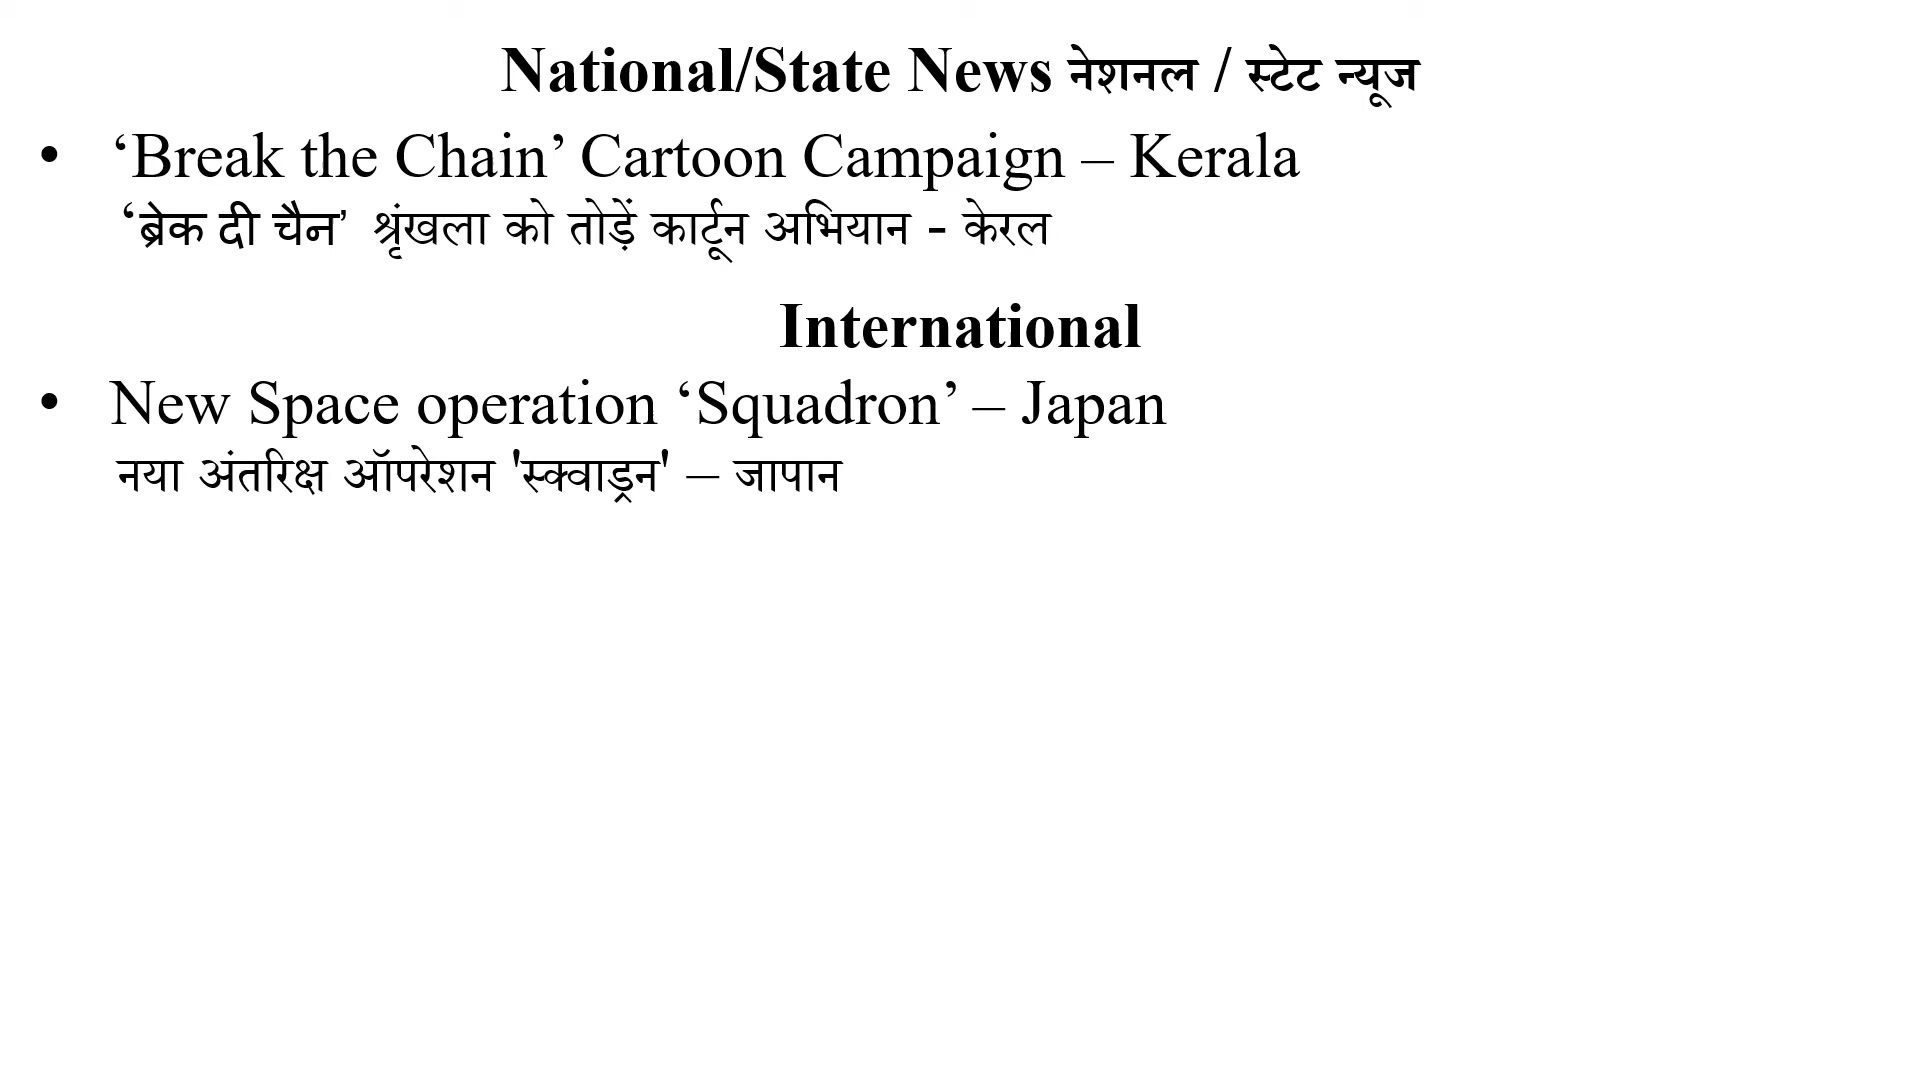 National/State News नेशनल / स्टेट न्यूज
• ‘Break the Chain’ Cartoon Campaign – Kerala
‘ब्रेक दी चैन’ श्रृंखला को तोड़ें कार्टून अभियान - केरल
International
• New Space operation ‘Squadron’ – Japan
नया अंतरिक्ष ऑपरेशन 'स्क्वाड्रन' – जापान